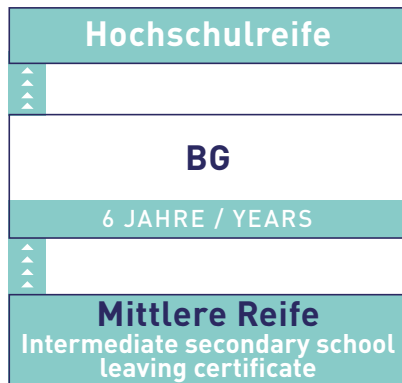 Hochschulreife
BG
6 JAHRE / YEARS
Mittlere Reife
Intermediate secondary school
leaving certificate